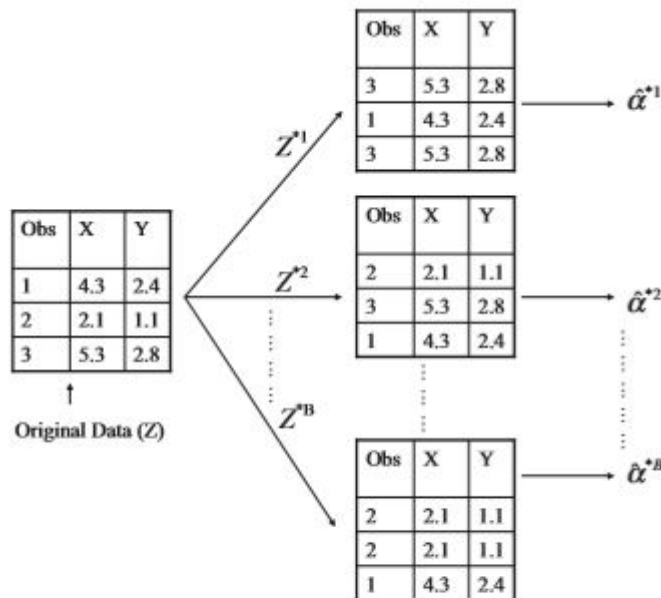 Obs X Y
3 5.3 2.8
1 4.3 2.4
3 5.3 2.8
Z*1
α̂*1
Obs X Y
1 4.3 2.4
2 2.1 1.1
3 5.3 2.8
Original Data (Z)
Z*2
Obs X Y
2 2.1 1.1
3 5.3 2.8
1 4.3 2.4
α̂*2
Z*B
Obs X Y
2 2.1 1.1
2 2.1 1.1
1 4.3 2.4
α̂*B